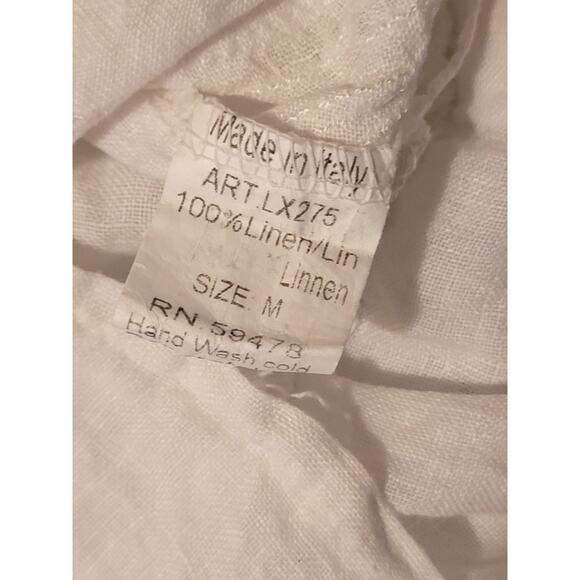 Made in Italy
ART.LX275
100%Linen/Lin
Linnen
SIZE: M
RN:59478
Hand Wash cold